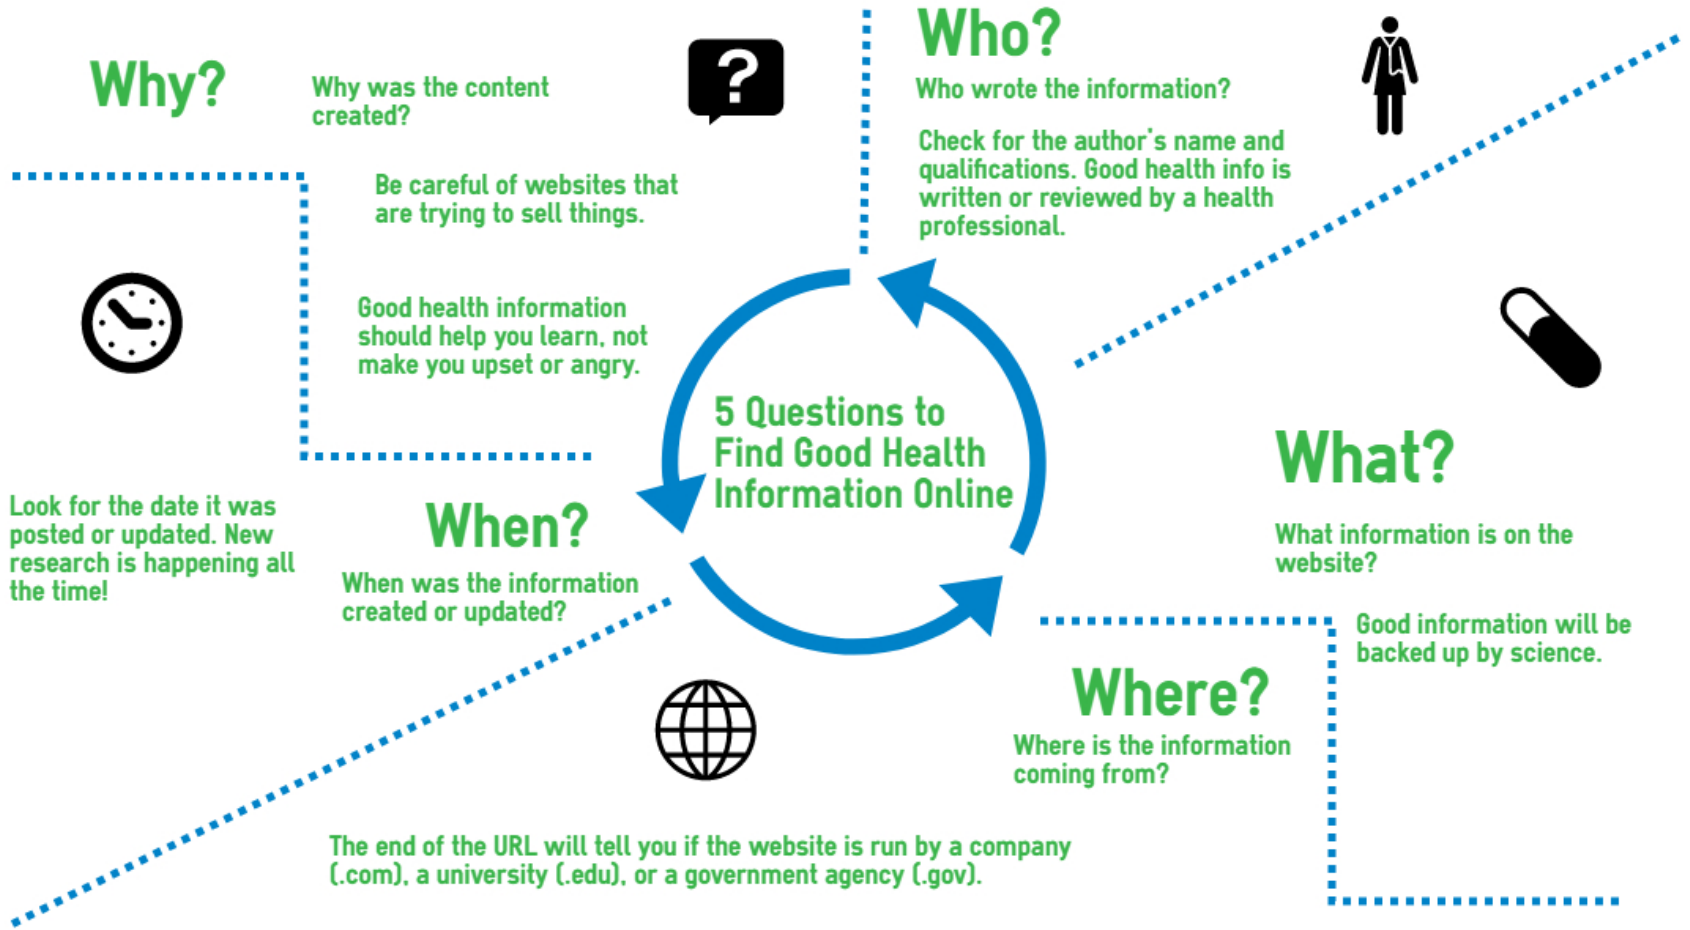 Why?
Why was the content
created?
Be careful of websites that
are trying to sell things.
Good health information
should help you learn, not
make you upset or angry.
?
Who?
Who wrote the information?
Check for the author's name and
qualifications. Good health info is
written or reviewed by a health
professional.
5 Questions to
Find Good Health
Information Online
What?
What information is on the
website?
Good information will be
backed up by science.
When?
When was the information
created or updated?
Look for the date it was
posted or updated. New
research is happening all
the time!
Where?
Where is the information
coming from?
The end of the URL will tell you if the website is run by a company
(.com), a university (.edu), or a government agency (.gov).